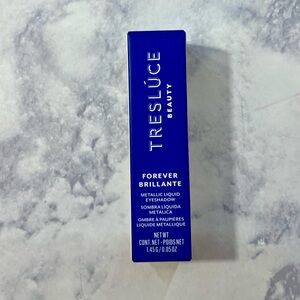 TRESLÚCE
BEAUTY
FOREVER
BRILLANTE
METALLIC LIQUID
EYESHADOW
SOMBRA LÍQUIDA
METÁLICA
OMBRE À PAUPIÈRES
LIQUIDE MÉTALLIQUE
NET WT
CONT. NET - POIDS NET
1.45 G / 0.05 OZ